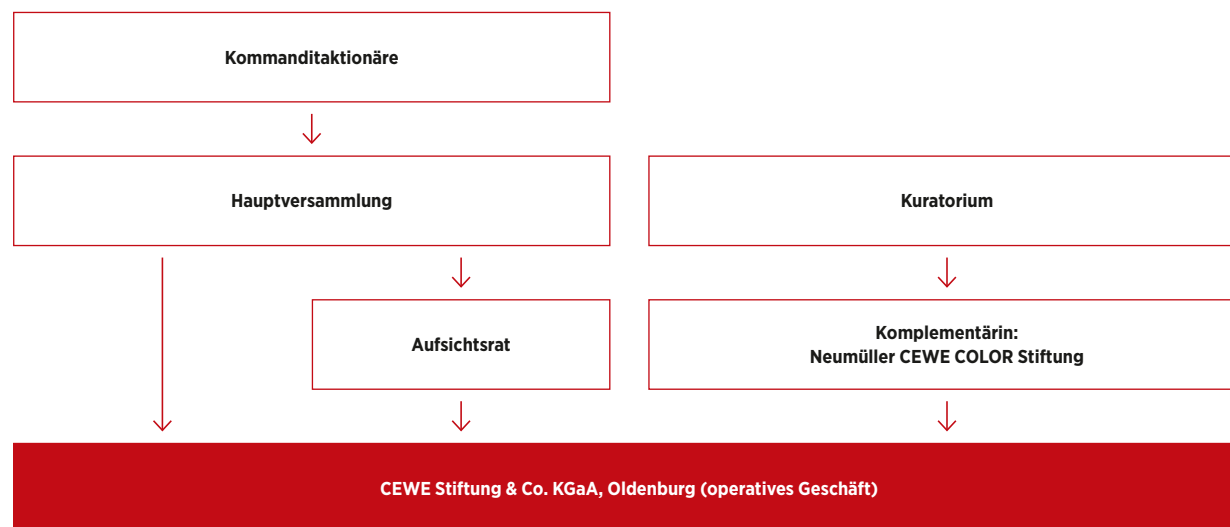 Kommanditaktionäre
Hauptversammlung
Kuratorium
Aufsichtsrat
Komplementärin:
Neumüller CEWE COLOR Stiftung
CEWE Stiftung & Co. KGaA, Oldenburg (operatives Geschäft)